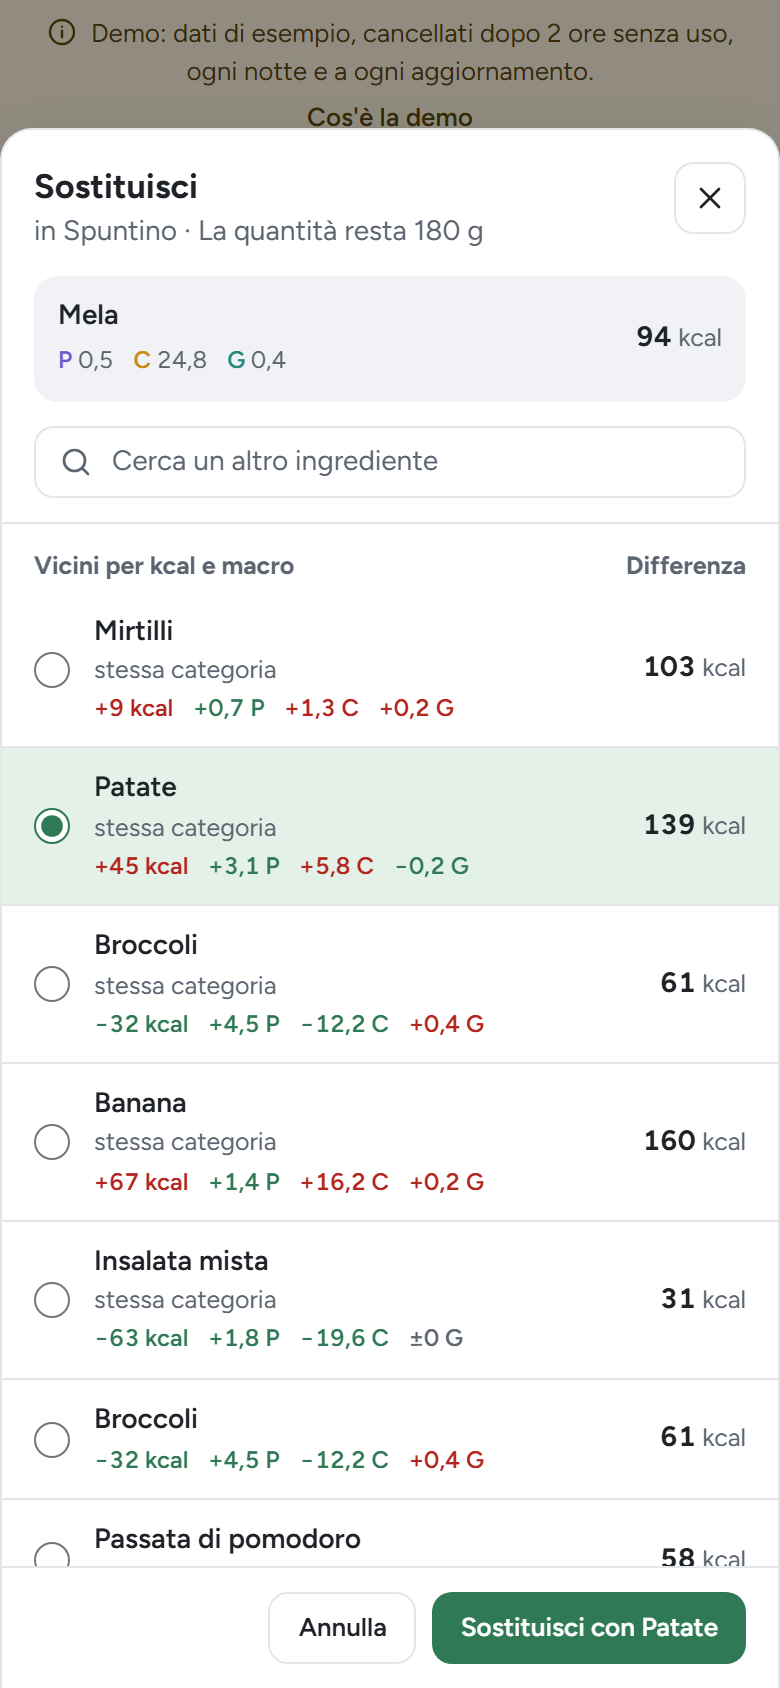 Demo: dati di esempio, cancellati dopo 2 ore senza uso,
ogni notte e a ogni aggiornamento.
Cos'è la demo
Sostituisci
in Spuntino · La quantità resta 180 g
Mela
P 0,5 C 24,8 G 0,4
94 kcal
Cerca un altro ingrediente
Vicini per kcal e macro
Differenza
Mirtilli
stessa categoria
+9 kcal +0,7 P +1,3 C +0,2 G
103 kcal
Patate
stessa categoria
+45 kcal +3,1 P +5,8 C −0,2 G
139 kcal
Broccoli
stessa categoria
−32 kcal +4,5 P −12,2 C +0,4 G
61 kcal
Banana
stessa categoria
+67 kcal +1,4 P +16,2 C +0,2 G
160 kcal
Insalata mista
stessa categoria
−63 kcal +1,8 P −19,6 C ±0 G
31 kcal
Broccoli
−32 kcal +4,5 P −12,2 C +0,4 G
61 kcal
Passata di pomodoro
58 kcal
Annulla
Sostituisci con Patate